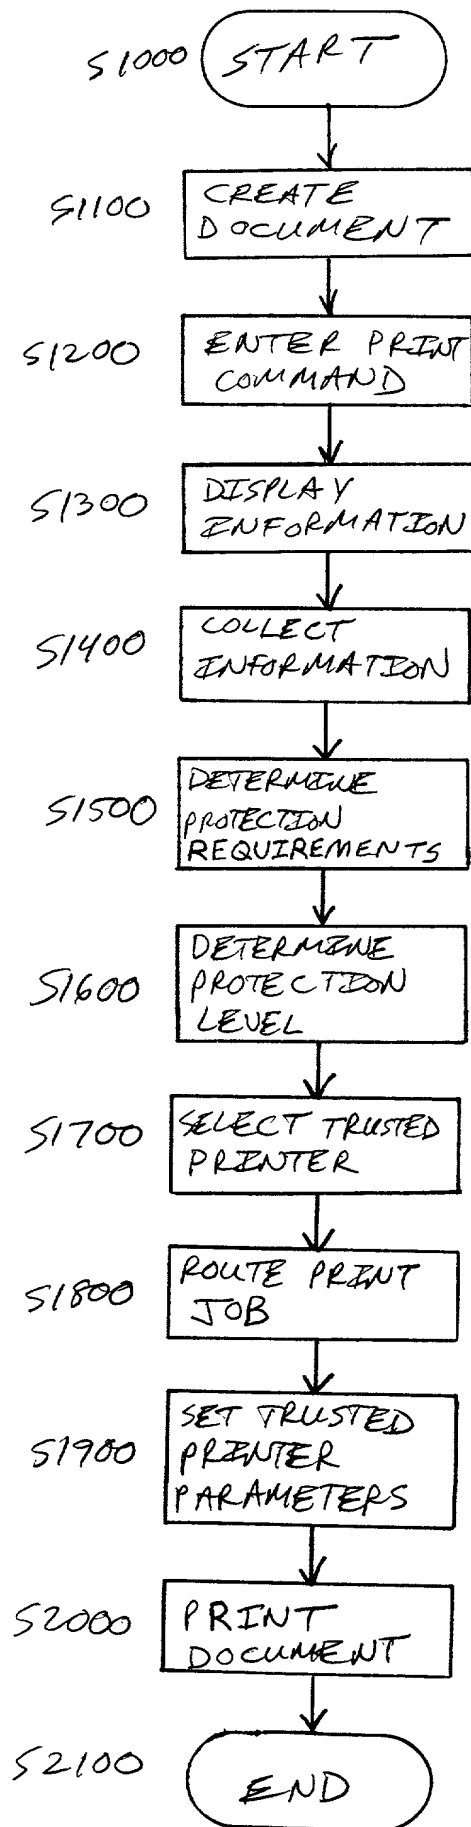 S1000 START
S1100 CREATE
DOCUMENT
S1200 ENTER PRINT
COMMAND
S1300 DISPLAY
INFORMATION
S1400 COLLECT
INFORMATION
S1500 DETERMINE
PROTECTION
REQUIREMENTS
S1600 DETERMINE
PROTECTION
LEVEL
S1700 SELECT TRUSTED
PRINTER
S1800 ROUTE PRINT
JOB
S1900 SET TRUSTED
PRINTER
PARAMETERS
S2000 PRINT
DOCUMENT
S2100 END